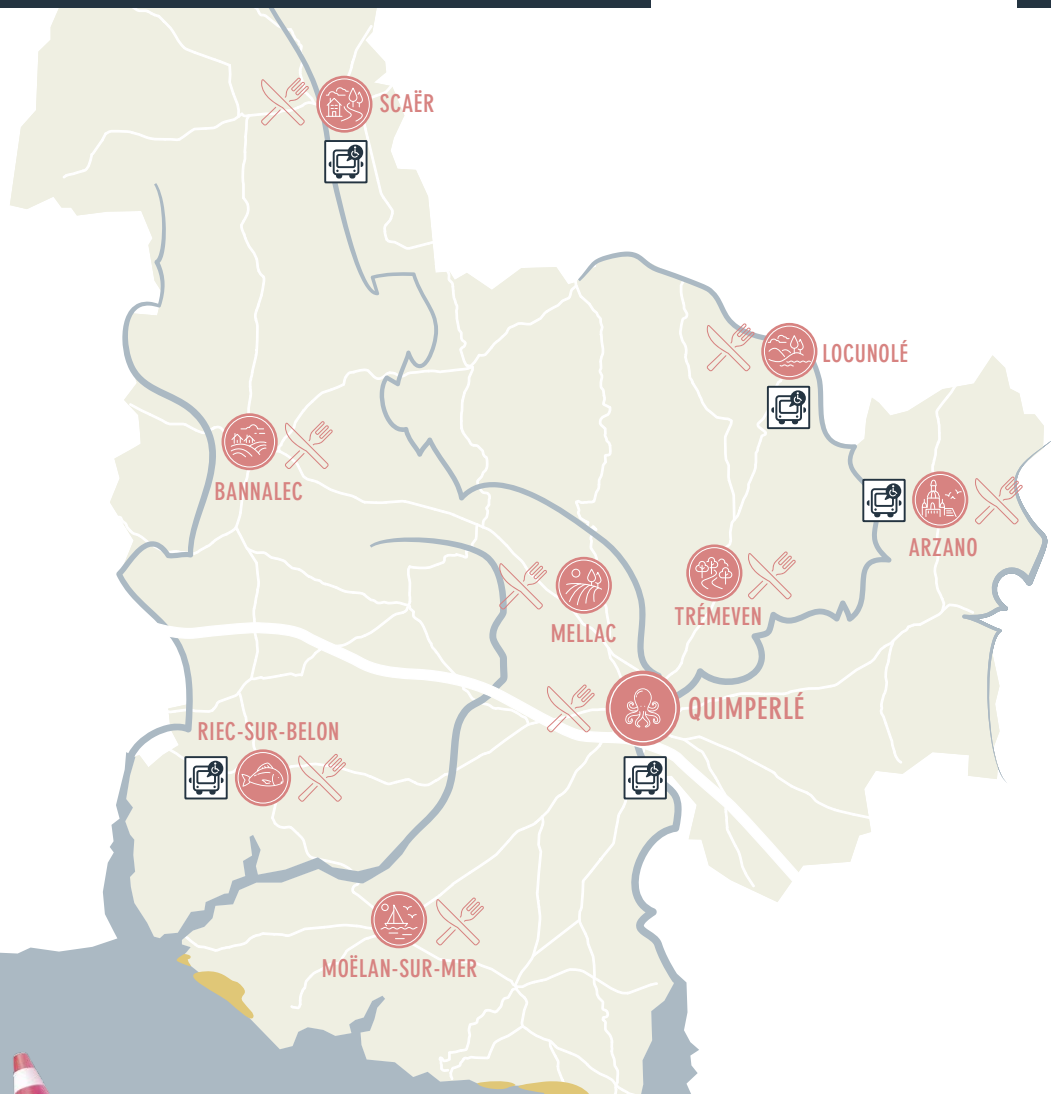 SCAËR
LOCUNOLÉ
BANNALEC
ARZANO
TRÉMEVEN
MELLAC
QUIMPERLÉ
RIEC-SUR-BELON
MOËLAN-SUR-MER